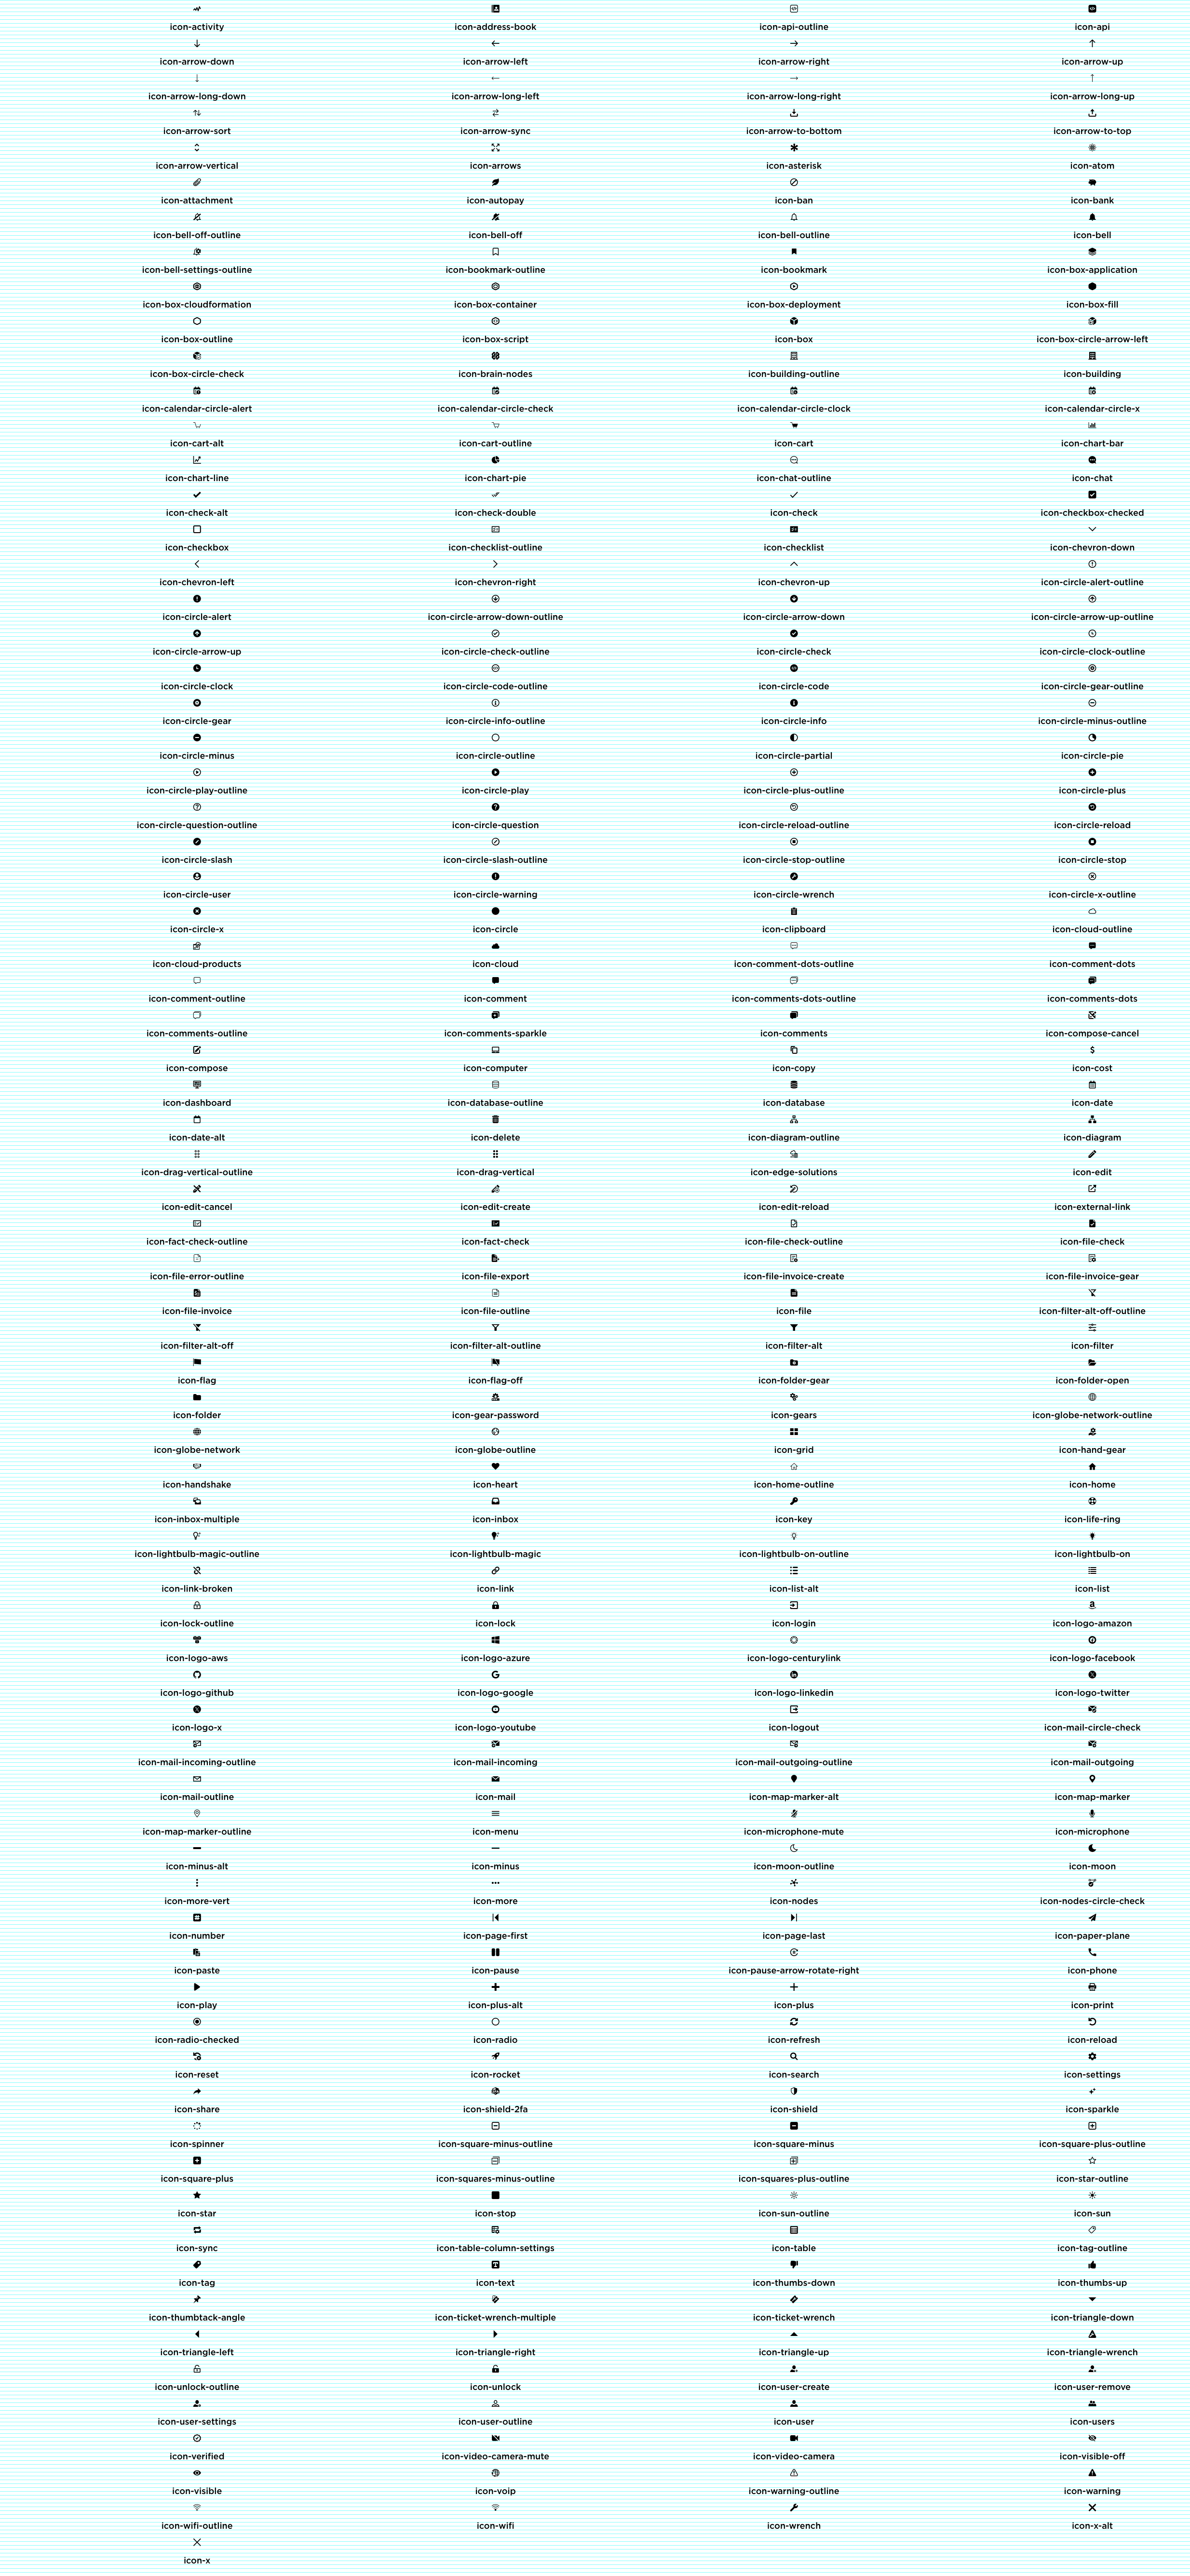 icon-activity icon-address-book icon-api-outline icon-api
icon-arrow-down icon-arrow-left icon-arrow-right icon-arrow-up
icon-arrow-long-down icon-arrow-long-left icon-arrow-long-right icon-arrow-long-up
icon-arrow-sort icon-arrow-sync icon-arrow-to-bottom icon-arrow-to-top
icon-arrow-vertical icon-arrows icon-asterisk icon-atom
icon-attachment icon-autopay icon-ban icon-bank
icon-bell-off-outline icon-bell-off icon-bell-outline icon-bell
icon-bell-settings-outline icon-bookmark-outline icon-bookmark icon-box-application
icon-box-cloudformation icon-box-container icon-box-deployment icon-box-fill
icon-box-outline icon-box-script icon-box icon-box-circle-arrow-left
icon-box-circle-check icon-brain-nodes icon-building-outline icon-building
icon-calendar-circle-alert icon-calendar-circle-check icon-calendar-circle-clock icon-calendar-circle-x
icon-cart-alt icon-cart-outline icon-cart icon-chart-bar
icon-chart-line icon-chart-pie icon-chat-outline icon-chat
icon-check-alt icon-check-double icon-check icon-checkbox-checked
icon-checkbox icon-checklist-outline icon-checklist icon-chevron-down
icon-chevron-left icon-chevron-right icon-chevron-up icon-circle-alert-outline
icon-circle-alert icon-circle-arrow-down-outline icon-circle-arrow-down icon-circle-arrow-up-outline
icon-circle-arrow-up icon-circle-check-outline icon-circle-check icon-circle-clock-outline
icon-circle-clock icon-circle-code-outline icon-circle-code icon-circle-gear-outline
icon-circle-gear icon-circle-info-outline icon-circle-info icon-circle-minus-outline
icon-circle-minus icon-circle-outline icon-circle-partial icon-circle-pie
icon-circle-play-outline icon-circle-play icon-circle-plus-outline icon-circle-plus
icon-circle-question-outline icon-circle-question icon-circle-reload-outline icon-circle-reload
icon-circle-slash icon-circle-slash-outline icon-circle-stop-outline icon-circle-stop
icon-circle-user icon-circle-warning icon-circle-wrench icon-circle-x-outline
icon-circle-x icon-circle icon-clipboard icon-cloud-outline
icon-cloud-products icon-cloud icon-comment-dots-outline icon-comment-dots
icon-comment-outline icon-comment icon-comments-dots-outline icon-comments-dots
icon-comments-outline icon-comments-sparkle icon-comments icon-compose-cancel
icon-compose icon-computer icon-copy icon-cost
icon-dashboard icon-database-outline icon-database icon-date
icon-date-alt icon-delete icon-diagram-outline icon-diagram
icon-drag-vertical-outline icon-drag-vertical icon-edge-solutions icon-edit
icon-edit-cancel icon-edit-create icon-edit-reload icon-external-link
icon-fact-check-outline icon-fact-check icon-file-check-outline icon-file-check
icon-file-error-outline icon-file-export icon-file-invoice-create icon-file-invoice-gear
icon-file-invoice icon-file-outline icon-file icon-filter-alt-off-outline
icon-filter-alt-off icon-filter-alt-outline icon-filter-alt icon-filter
icon-flag icon-flag-off icon-folder-gear icon-folder-open
icon-folder icon-gear-password icon-gears icon-globe-network-outline
icon-globe-network icon-globe-outline icon-grid icon-hand-gear
icon-handshake icon-heart icon-home-outline icon-home
icon-inbox-multiple icon-inbox icon-key icon-life-ring
icon-lightbulb-magic-outline icon-lightbulb-magic icon-lightbulb-on-outline icon-lightbulb-on
icon-link-broken icon-link icon-list-alt icon-list
icon-lock-outline icon-lock icon-login icon-logo-amazon
icon-logo-aws icon-logo-azure icon-logo-centurylink icon-logo-facebook
icon-logo-github icon-logo-google icon-logo-linkedin icon-logo-twitter
icon-logo-x icon-logo-youtube icon-logout icon-mail-circle-check
icon-mail-incoming-outline icon-mail-incoming icon-mail-outgoing-outline icon-mail-outgoing
icon-mail-outline icon-mail icon-map-marker-alt icon-map-marker
icon-map-marker-outline icon-menu icon-microphone-mute icon-microphone
icon-minus-alt icon-minus icon-moon-outline icon-moon
icon-more-vert icon-more icon-nodes icon-nodes-circle-check
icon-number icon-page-first icon-page-last icon-paper-plane
icon-paste icon-pause icon-pause-arrow-rotate-right icon-phone
icon-play icon-plus-alt icon-plus icon-print
icon-radio-checked icon-radio icon-refresh icon-reload
icon-reset icon-rocket icon-search icon-settings
icon-share icon-shield-2fa icon-shield icon-sparkle
icon-spinner icon-square-minus-outline icon-square-minus icon-square-plus-outline
icon-square-plus icon-squares-minus-outline icon-squares-plus-outline icon-star-outline
icon-star icon-stop icon-sun-outline icon-sun
icon-sync icon-table-column-settings icon-table icon-tag-outline
icon-tag icon-text icon-thumbs-down icon-thumbs-up
icon-thumbtack-angle icon-ticket-wrench-multiple icon-ticket-wrench icon-triangle-down
icon-triangle-left icon-triangle-right icon-triangle-up icon-triangle-wrench
icon-unlock-outline icon-unlock icon-user-create icon-user-remove
icon-user-settings icon-user-outline icon-user icon-users
icon-verified icon-video-camera-mute icon-video-camera icon-visible-off
icon-visible icon-voip icon-warning-outline icon-warning
icon-wifi-outline icon-wifi icon-wrench icon-x-alt
icon-x